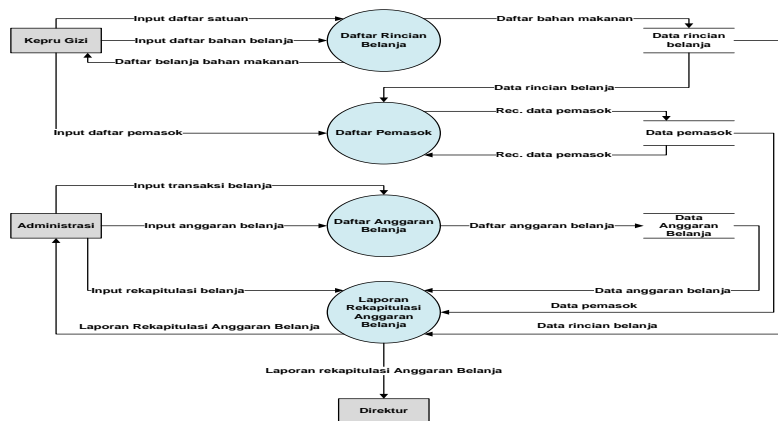 Input daftar satuan
Daftar bahan makanan
Kepru Gizi
Input daftar bahan belanja
Daftar Rincian
Belanja
Data rincian
belanja
Daftar belanja bahan makanan
Data rincian belanja
Rec. data pemasok
Input daftar pemasok
Daftar Pemasok
Data pemasok
Rec. data pemasok
Input transaksi belanja
Administrasi
Input anggaran belanja
Daftar Anggaran
Belanja
Daftar anggaran belanja
Data
Anggaran
Belanja
Input rekapitulasi belanja
Laporan
Rekapitulasi
Anggaran
Belanja
Data anggaran belanja
Data pemasok
Laporan Rekapitulasi Anggaran Belanja
Data rincian belanja
Laporan rekapitulasi Anggaran Belanja
Direktur